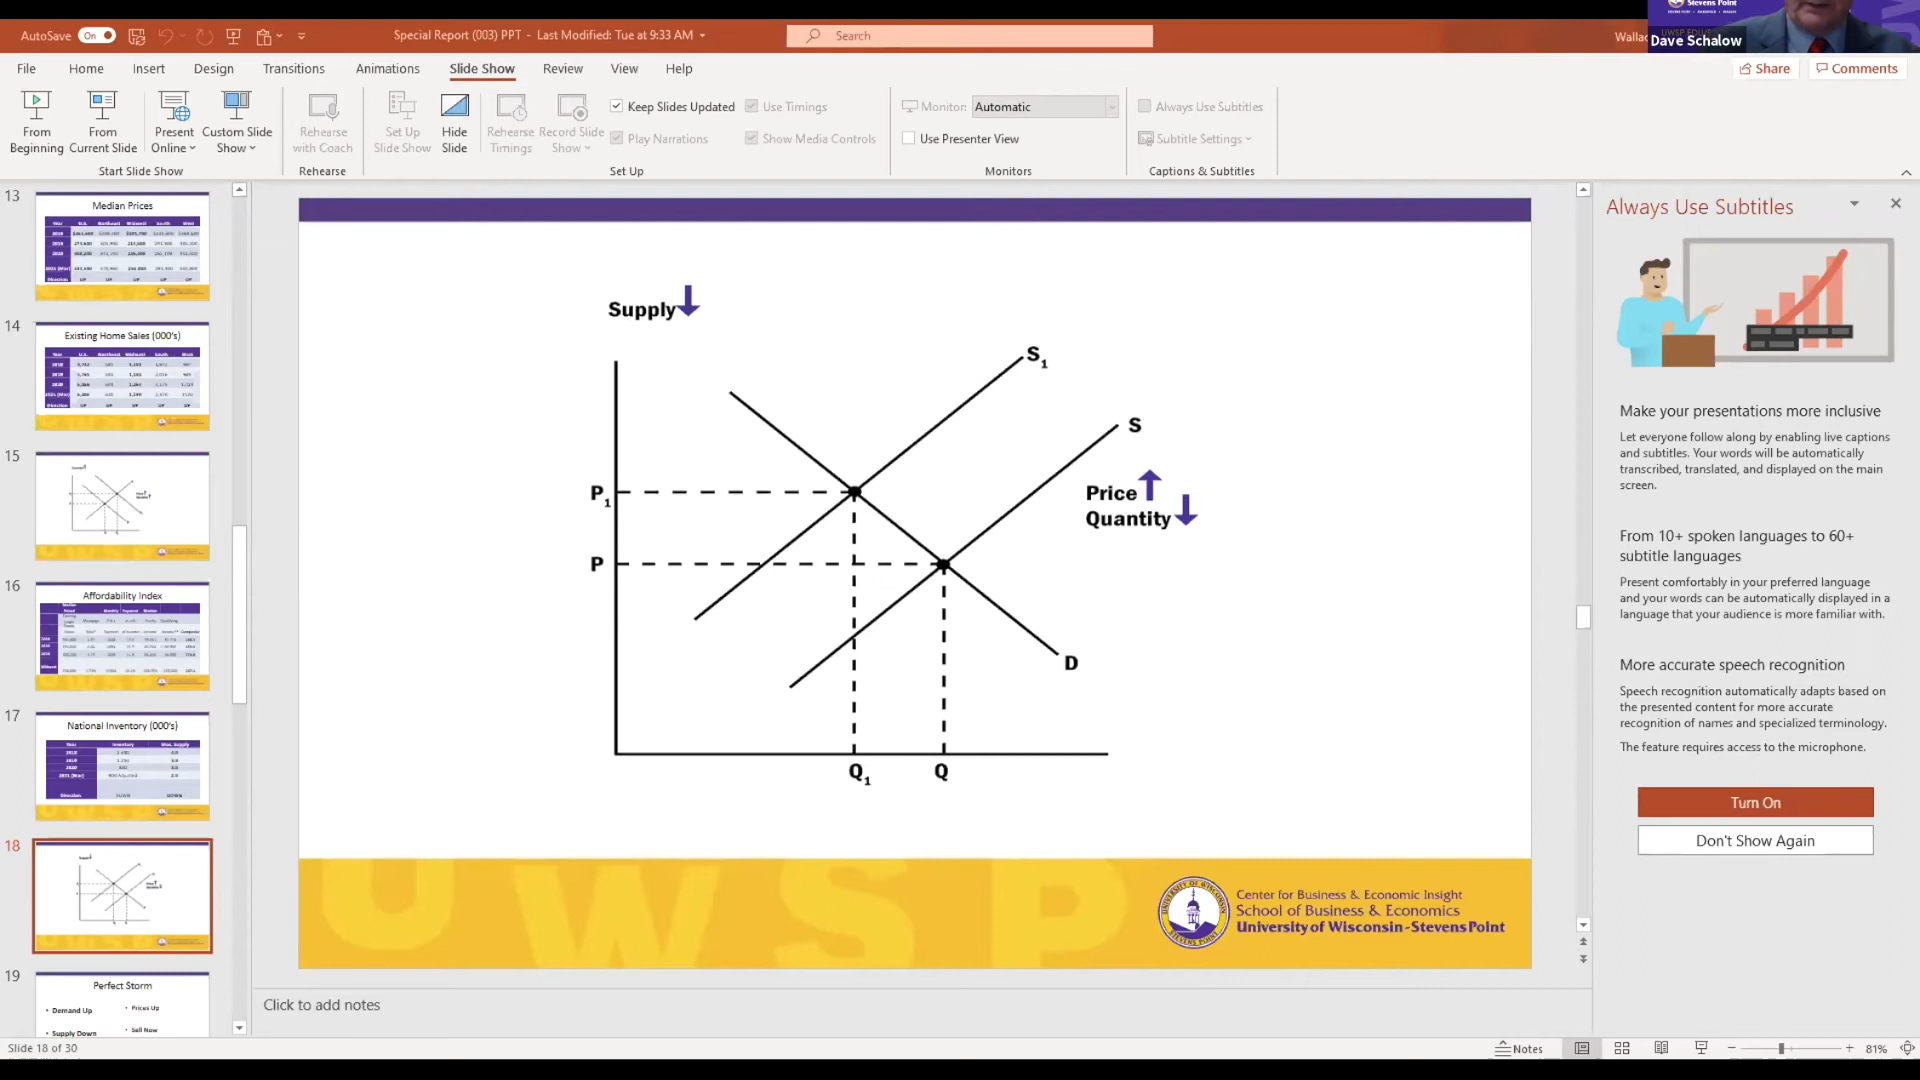 AutoSave On
Special Report (003) PPT - Last Modified: Tue at 9:33 AM
Search
Wallac
Stevens Point
Dave Schalow
File Home Insert Design Transitions Animations Slide Show Review View Help
Share Comments
From Beginning
From Current Slide
Present Online
Custom Slide Show
Rehearse with Coach
Set Up Slide Show
Hide Slide
Rehearse Timings
Record Slide Show
Keep Slides Updated
Use Timings
Play Narrations
Show Media Controls
Monitor: Automatic
Use Presenter View
Always Use Subtitles
Subtitle Settings
Start Slide Show
Rehearse
Set Up
Monitors
Captions & Subtitles
13
Median Prices
14
Existing Home Sales (000's)
15
16
Affordability Index
17
National Inventory (000's)
18
19
Perfect Storm
• Demand Up
• Prices Up
• Supply Down
• Sell Now
Supply
S1
S
P1
Price
Quantity
P
D
Q1
Q
UWSP
Center for Business & Economic Insight
School of Business & Economics
University of Wisconsin-Stevens Point
Click to add notes
Always Use Subtitles
Make your presentations more inclusive
Let everyone follow along by enabling live captions
and subtitles. Your words will be automatically
transcribed, translated, and displayed on the main
screen.
From 10+ spoken languages to 60+
subtitle languages
Present comfortably in your preferred language
and your words can be automatically displayed in a
language that your audience is more familiar with.
More accurate speech recognition
Speech recognition automatically adapts based on
the presented content for more accurate
recognition of names and specialized terminology.
The feature requires access to the microphone.
Turn On
Don't Show Again
Slide 18 of 30
Notes
81%